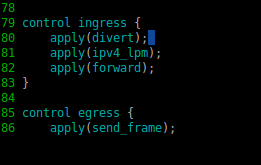 78
79 control ingress {
80     apply(divert);
81     apply(ipv4_lpm);
82     apply(forward);
83 }
84
85 control egress {
86     apply(send_frame);